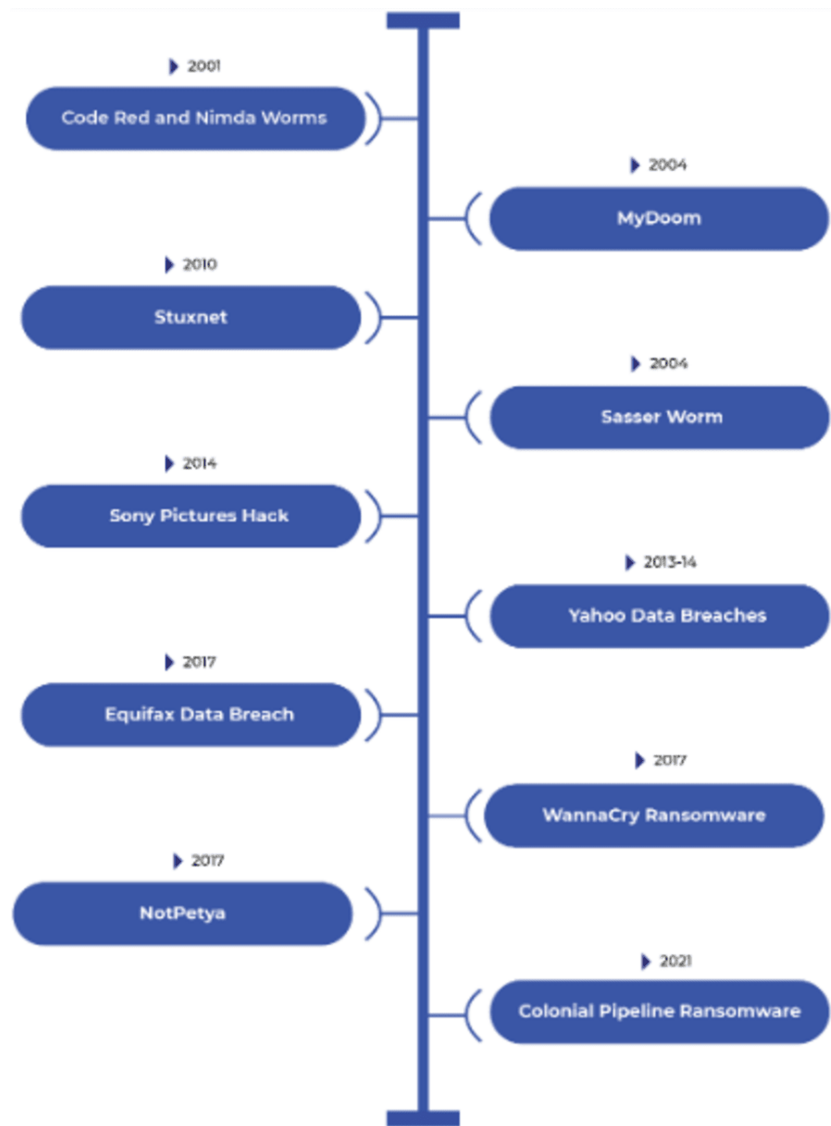 2001
Code Red and Nimda Worms
2004
MyDoom
2010
Stuxnet
2004
Sasser Worm
2014
Sony Pictures Hack
2013-14
Yahoo Data Breaches
2017
Equifax Data Breach
2017
WannaCry Ransomware
2017
NotPetya
2021
Colonial Pipeline Ransomware